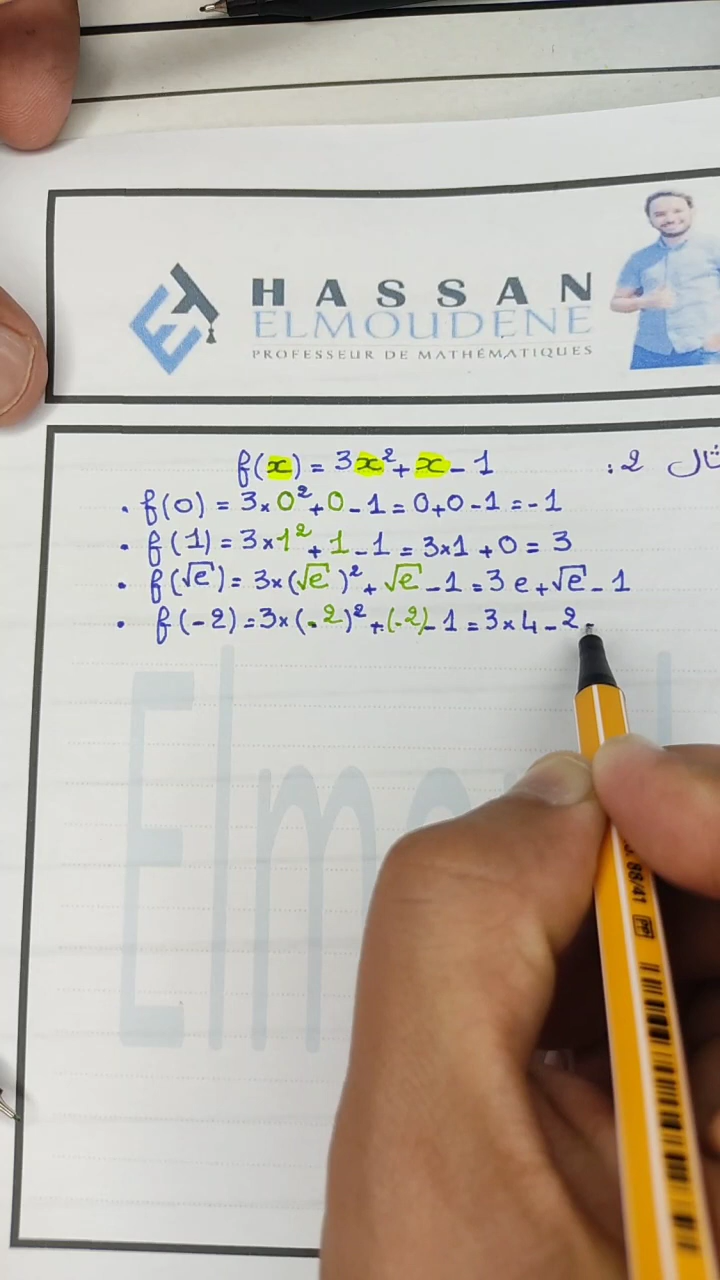 HASSAN
ELMOUDENE
PROFESSEUR DE MATHÉMATIQUES
f(x) = 3x²+x-1 : 2
• f(0) = 3×0²+0-1 = 0+0-1 = -1
• f(1) = 3×1²+1-1 = 3×1+0 = 3
• f(√e) = 3×(√e)²+√e-1 = 3e+√e-1
• f(-2) = 3×(-2)²+(-2)-1 = 3×4-2-
88/41